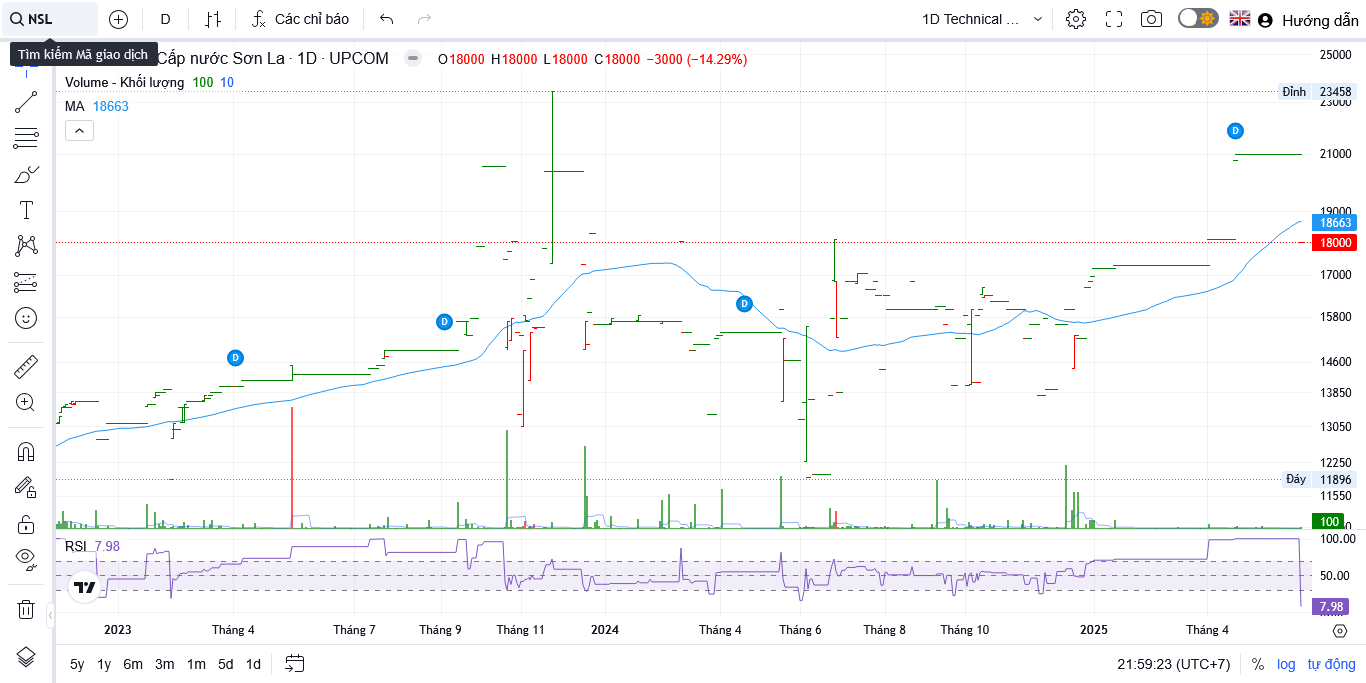 NSL D Các chỉ báo 1D Technical ... Hướng dẫn
Tìm kiếm Mã giao dịch
Cấp nước Sơn La · 1D · UPCOM O18000 H18000 L18000 C18000 −3000 (−14.29%)
Volume - Khối lượng 100 10
MA 18663
25000
Đỉnh 23458
23000
D
21000
19000
18663
18000
17000
D
D
15800
D
14600
13850
13050
12250
Đáy 11896
11550
100
RSI 7.98
100.00
50.00
7.98
2023 Tháng 4 Tháng 7 Tháng 9 Tháng 11 2024 Tháng 4 Tháng 6 Tháng 8 Tháng 10 2025 Tháng 4
5y 1y 6m 3m 1m 5d 1d 21:59:23 (UTC+7) % log tự động